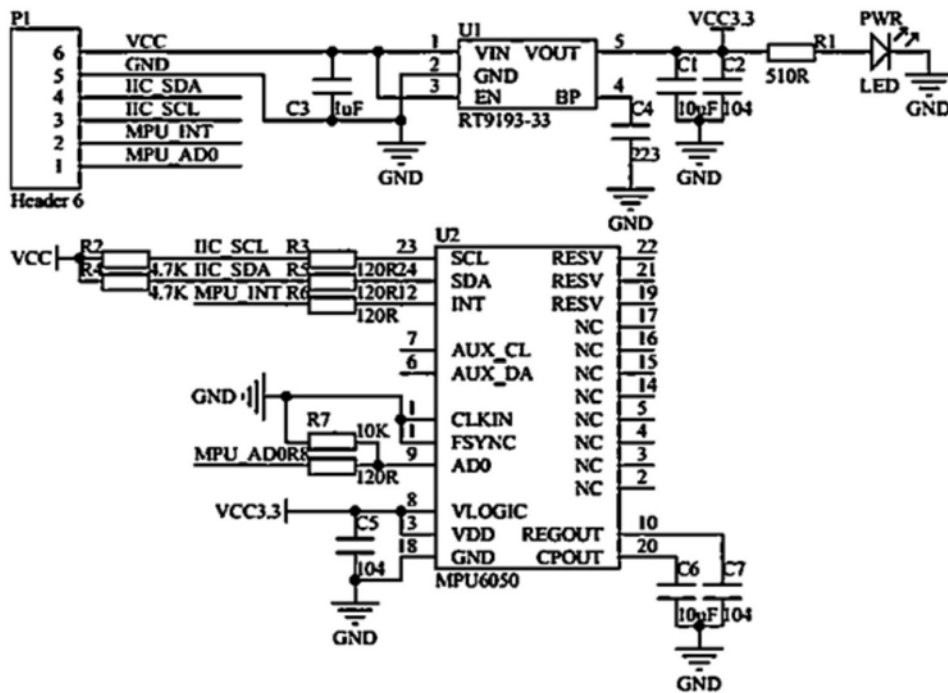 P1
6 VCC
5 GND
4 IIC_SDA
3 IIC_SCL
2 MPU_INT
1 MPU_AD0
Header 6
C3 1uF
GND
U1
1 VIN VOUT 5
2 GND
3 EN BP 4
RT9193-33
C4
223
GND
VCC3.3
C1 C2
10uF 104
GND
510R R1
PWR
LED
GND
U2
VCC R2 IIC_SCL R3 23 SCL RESV 22
R4 4.7K IIC_SDA R5 120R 24 SDA RESV 21
4.7K MPU_INT R6 120R 12 INT RESV 19
120R NC 17
7 AUX_CL NC 16
6 AUX_DA NC 15
NC 14
GND 1 CLKIN NC 5
R7 10K 1 FSYNC NC 4
MPU_AD0 R8 9 AD0 NC 3
120R NC 2
VCC3.3 8 VLOGIC
C5 3 VDD REGOUT 10
104 18 GND CPOUT 20
MPU6050
GND
C6 C7
10uF 104
GND